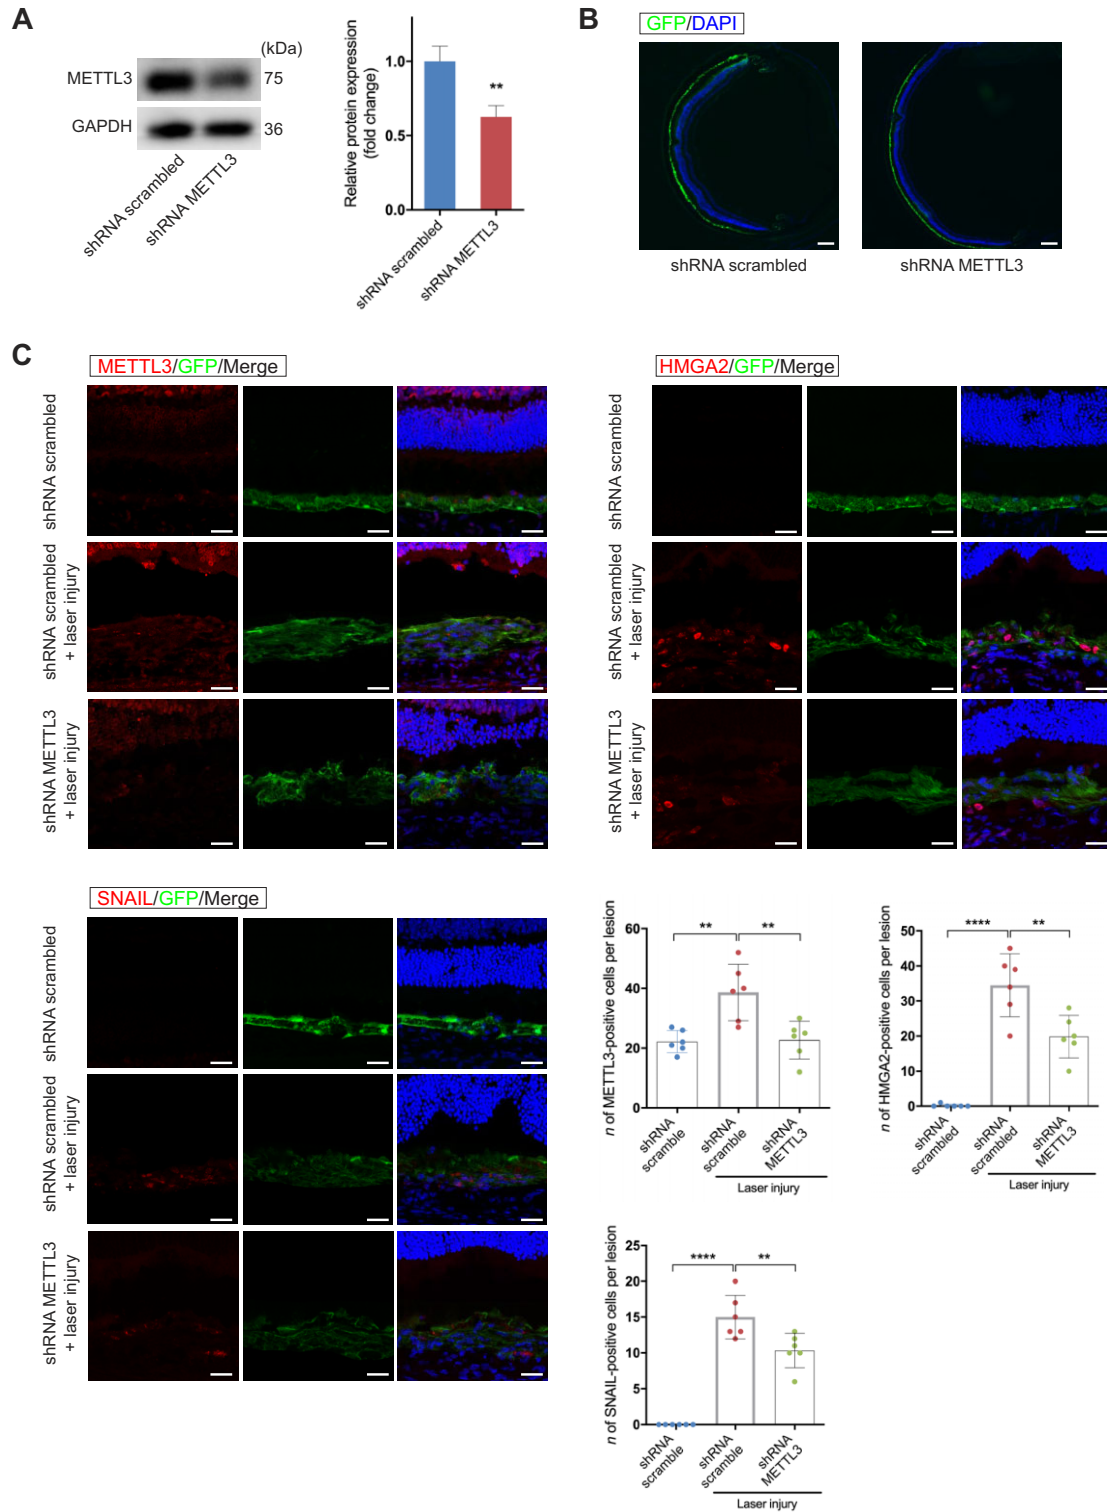 A
(kDa)
METTL3
75
GAPDH
36
shRNA scrambled
shRNA METTL3
Relative protein expression
(fold change)
1.0
0.5
0.0
**
shRNA scrambled
shRNA METTL3
B
GFP/DAPI
shRNA scrambled
shRNA METTL3
C
METTL3/GFP/Merge
shRNA scrambled
shRNA scrambled
+ laser injury
shRNA METTL3
+ laser injury
HMGA2/GFP/Merge
shRNA scrambled
shRNA scrambled
+ laser injury
shRNA METTL3
+ laser injury
SNAIL/GFP/Merge
shRNA scrambled
shRNA scrambled
+ laser injury
shRNA METTL3
+ laser injury
n of METTL3-positive cells per lesion
60
40
20
0
**
**
shRNA
scramble
shRNA
scramble
shRNA
METTL3
Laser injury
n of HMGA2-positive cells per lesion
50
40
30
20
10
0
****
**
shRNA
scrambled
shRNA
scrambled
shRNA
METTL3
Laser injury
n of SNAIL-positive cells per lesion
25
20
15
10
5
0
****
**
shRNA
scramble
shRNA
scramble
shRNA
METTL3
Laser injury